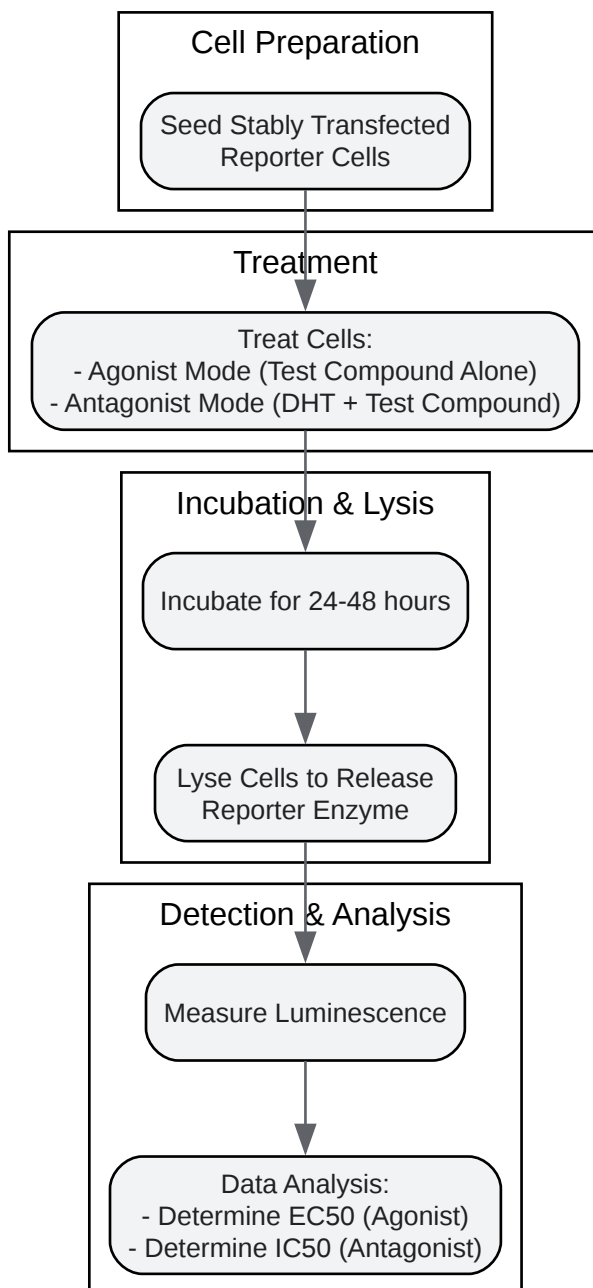 Cell Preparation
Seed Stably Transfected
Reporter Cells
Treatment
Treat Cells:
- Agonist Mode (Test Compound Alone)
- Antagonist Mode (DHT + Test Compound)
Incubation & Lysis
Incubate for 24-48 hours
Lyse Cells to Release
Reporter Enzyme
Detection & Analysis
Measure Luminescence
Data Analysis:
- Determine EC50 (Agonist)
- Determine IC50 (Antagonist)